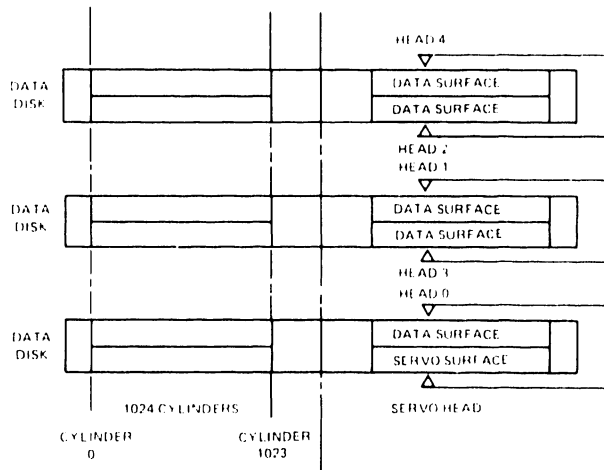 HEAD 4
DATA SURFACE
DATA DISK
DATA SURFACE
HEAD 2
HEAD 1
DATA SURFACE
DATA DISK
DATA SURFACE
HEAD 3
HEAD 0
DATA SURFACE
DATA DISK
SERVO SURFACE
1024 CYLINDERS
SERVO HEAD
CYLINDER 0
CYLINDER 1023